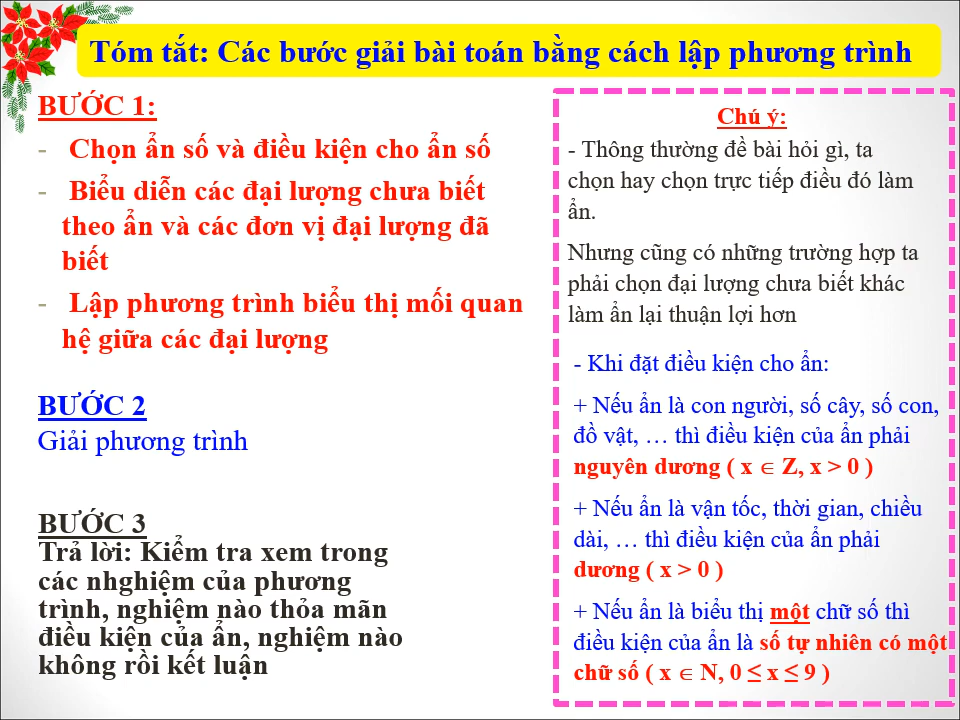 Tóm tắt: Các bước giải bài toán bằng cách lập phương trình
BƯỚC 1:
- Chọn ẩn số và điều kiện cho ẩn số
- Biểu diễn các đại lượng chưa biết
theo ẩn và các đơn vị đại lượng đã
biết
- Lập phương trình biểu thị mối quan
hệ giữa các đại lượng
BƯỚC 2
Giải phương trình
BƯỚC 3
Trả lời: Kiểm tra xem trong
các nhghiệm của phương
trình, nghiệm nào thỏa mãn
điều kiện của ẩn, nghiệm nào
không rồi kết luận
Chú ý:
- Thông thường đề bài hỏi gì, ta
chọn hay chọn trực tiếp điều đó làm
ẩn.
Nhưng cũng có những trường hợp ta
phải chọn đại lượng chưa biết khác
làm ẩn lại thuận lợi hơn
- Khi đặt điều kiện cho ẩn:
+ Nếu ẩn là con người, số cây, số con,
đồ vật, … thì điều kiện của ẩn phải
nguyên dương ( x ∈ Z, x > 0 )
+ Nếu ẩn là vận tốc, thời gian, chiều
dài, … thì điều kiện của ẩn phải
dương ( x > 0 )
+ Nếu ẩn là biểu thị một chữ số thì
điều kiện của ẩn là số tự nhiên có một
chữ số ( x ∈ N, 0 ≤ x ≤ 9 )